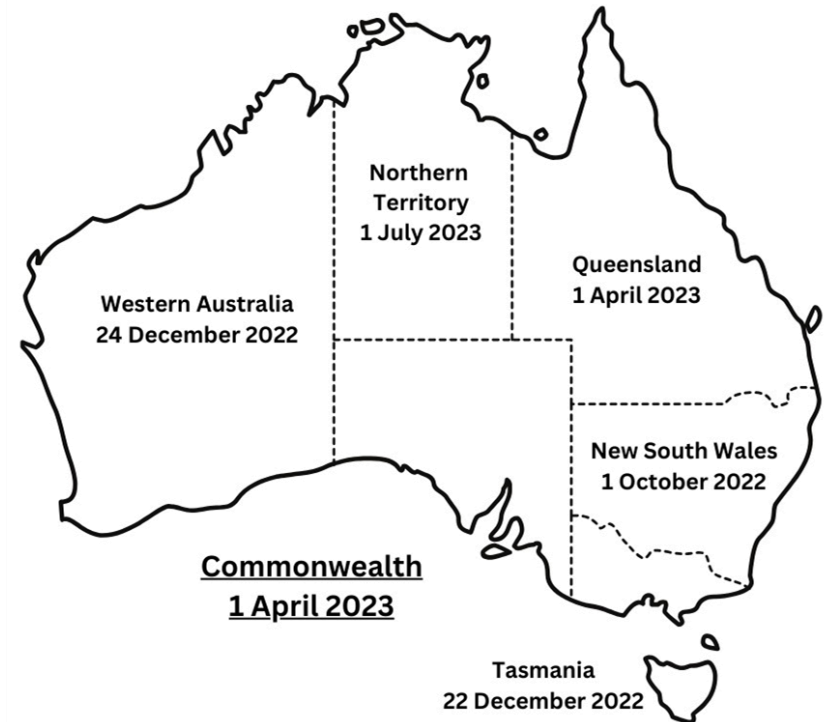 Northern
Territory
1 July 2023
Queensland
1 April 2023
Western Australia
24 December 2022
New South Wales
1 October 2022
Commonwealth
1 April 2023
Tasmania
22 December 2022